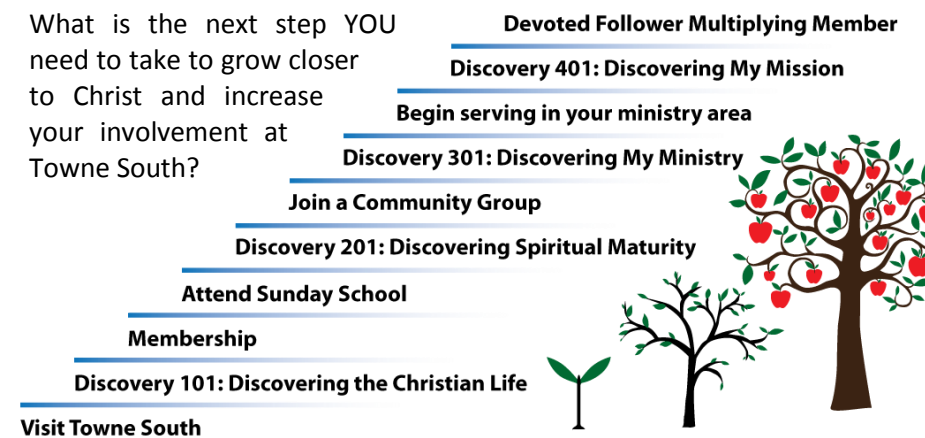 What is the next step YOU
need to take to grow closer
to Christ and increase
your involvement at
Towne South?
Devoted Follower Multiplying Member
Discovery 401: Discovering My Mission
Begin serving in your ministry area
Discovery 301: Discovering My Ministry
Join a Community Group
Discovery 201: Discovering Spiritual Maturity
Attend Sunday School
Membership
Discovery 101: Discovering the Christian Life
Visit Towne South